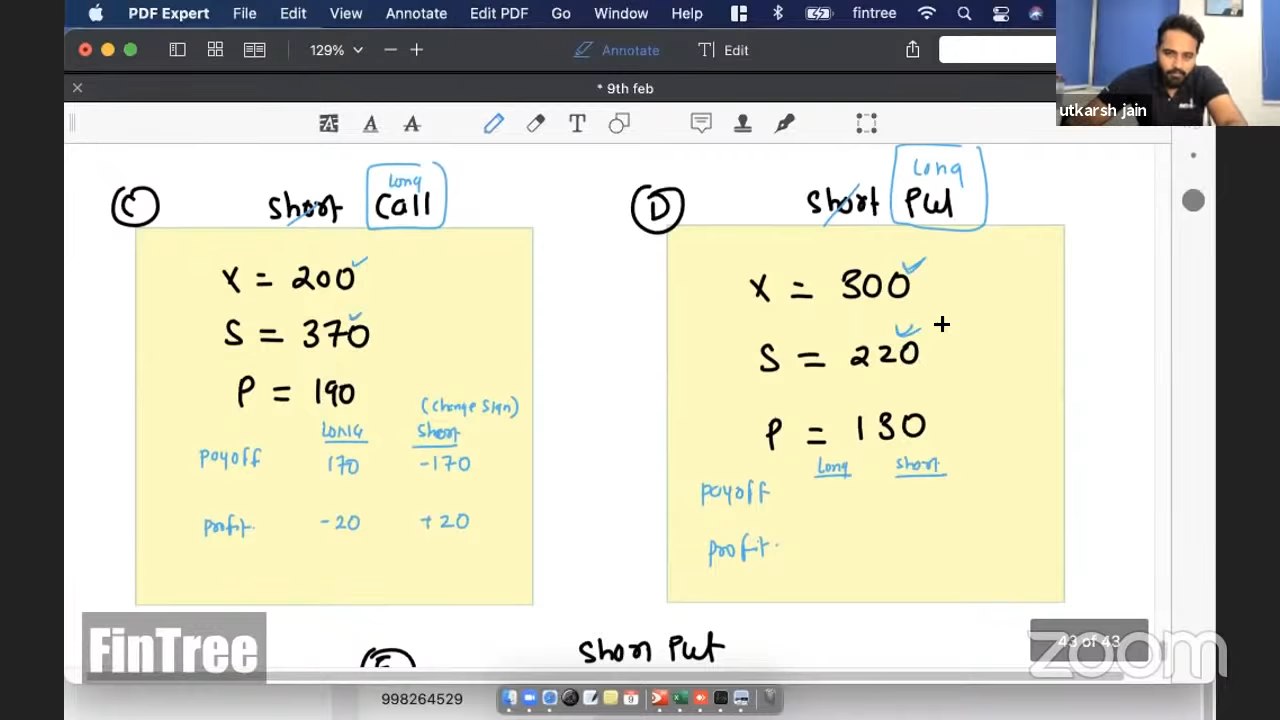 PDF Expert File Edit View Annotate Edit PDF Go Window Help fintree
129% Annotate T Edit
* 9th feb
utkarsh jain
C short long Call
X = 200
S = 370
P = 190
(change sign)
LONG short
payoff 170 -170
profit -20 +20
D short long Put
X = 300
S = 220
P = 130
long short
payoff
profit
Short Put
FinTree
43 of 43
zoom
998264529